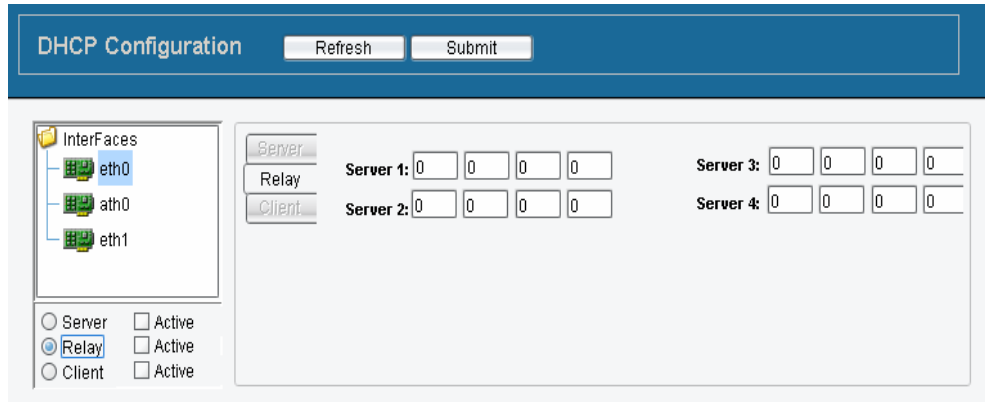 DHCP Configuration
Refresh
Submit
InterFaces
eth0
ath0
eth1
Server Active
Relay Active
Client Active
Server
Relay
Client
Server 1: 0 0 0 0
Server 2: 0 0 0 0
Server 3: 0 0 0 0
Server 4: 0 0 0 0